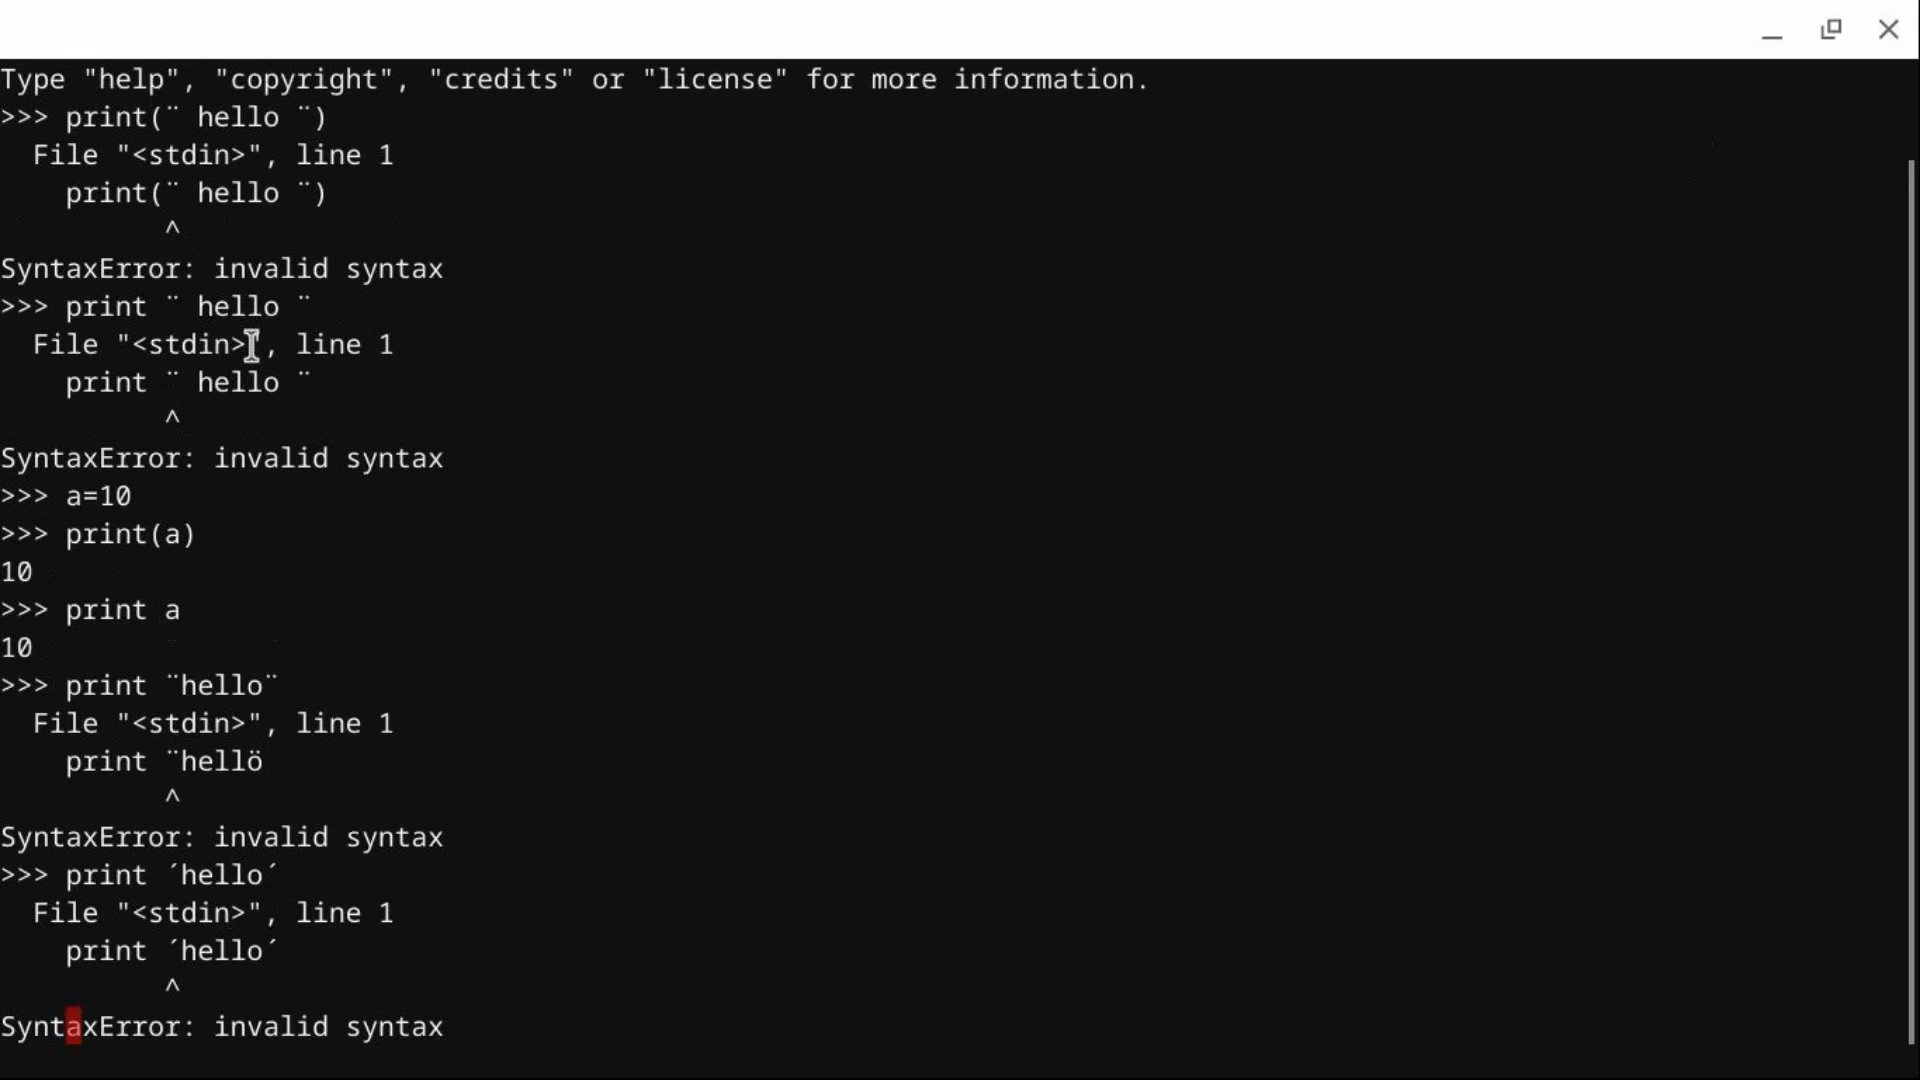 Type "help", "copyright", "credits" or "license" for more information.
>>> print(¨ hello ¨)
  File "<stdin>", line 1
    print(¨ hello ¨)
          ^
SyntaxError: invalid syntax
>>> print ¨ hello ¨
  File "<stdin>", line 1
    print ¨ hello ¨
          ^
SyntaxError: invalid syntax
>>> a=10
>>> print(a)
10
>>> print a
10
>>> print ¨hello¨
  File "<stdin>", line 1
    print ¨hellö
          ^
SyntaxError: invalid syntax
>>> print ´hello´
  File "<stdin>", line 1
    print ´hello´
          ^
SyntaxError: invalid syntax